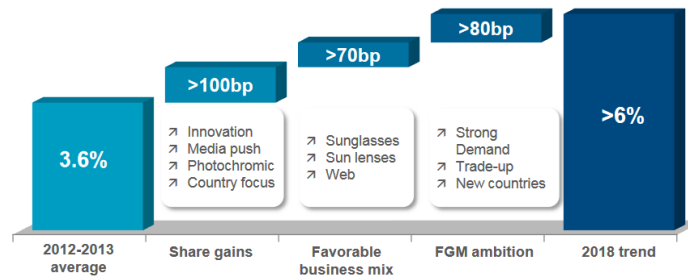 3.6%
>100bp
↗ Innovation
↗ Media push
↗ Photochromic
↗ Country focus
>70bp
↗ Sunglasses
↗ Sun lenses
↗ Web
>80bp
↗ Strong
Demand
↗ Trade-up
↗ New countries
>6%
2012-2013
average
Share gains
Favorable
business mix
FGM ambition
2018 trend